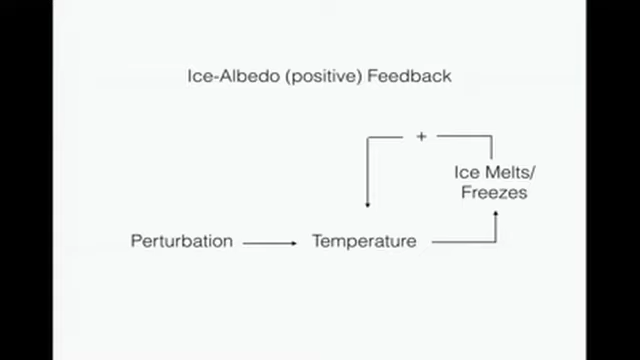 Ice-Albedo (positive) Feedback
+
Ice Melts/
Freezes
Perturbation
Temperature